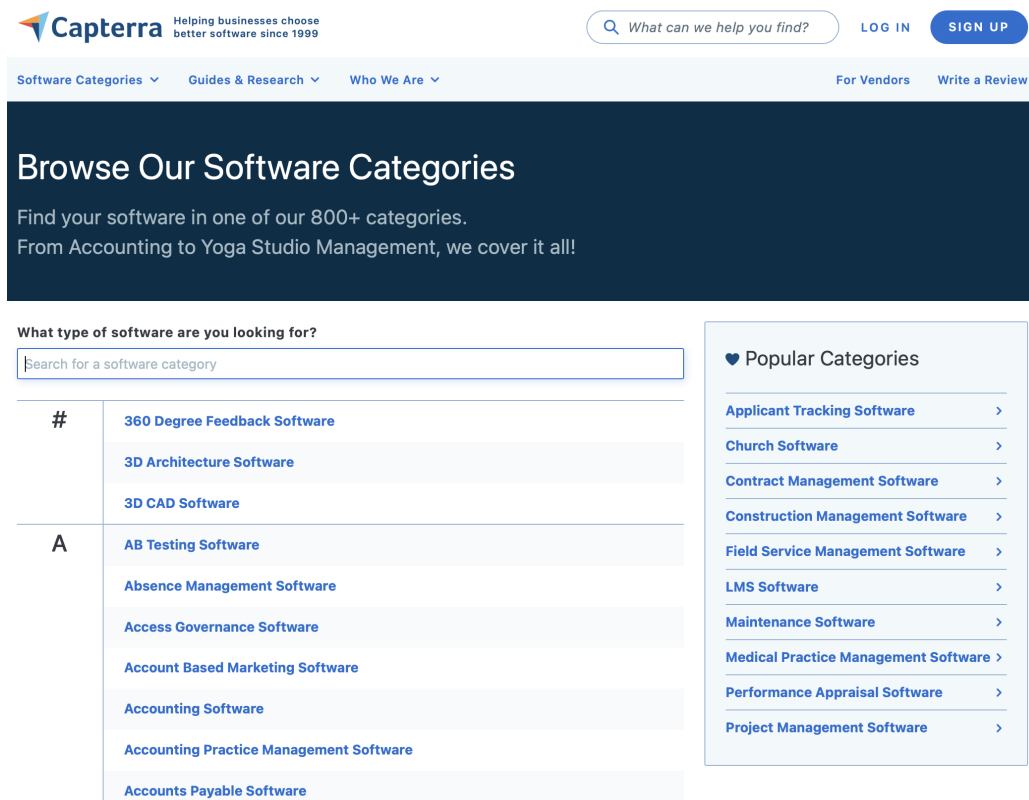 Capterra
Helping businesses choose
better software since 1999
What can we help you find?
LOG IN
SIGN UP
Software Categories
Guides & Research
Who We Are
For Vendors
Write a Review
Browse Our Software Categories
Find your software in one of our 800+ categories.
From Accounting to Yoga Studio Management, we cover it all!
What type of software are you looking for?
Search for a software category
#
360 Degree Feedback Software
3D Architecture Software
3D CAD Software
A
AB Testing Software
Absence Management Software
Access Governance Software
Account Based Marketing Software
Accounting Software
Accounting Practice Management Software
Accounts Payable Software
Popular Categories
Applicant Tracking Software
Church Software
Contract Management Software
Construction Management Software
Field Service Management Software
LMS Software
Maintenance Software
Medical Practice Management Software
Performance Appraisal Software
Project Management Software